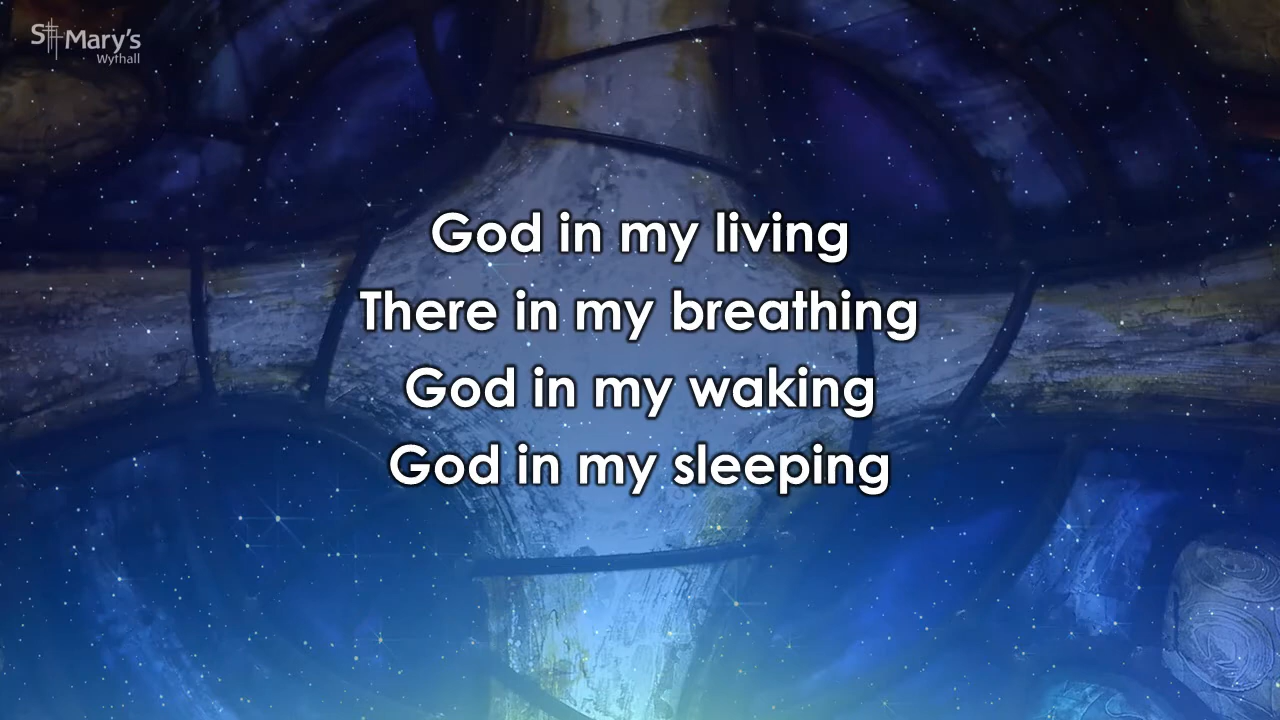 St Mary's
Wythall
God in my living
There in my breathing
God in my waking
God in my sleeping